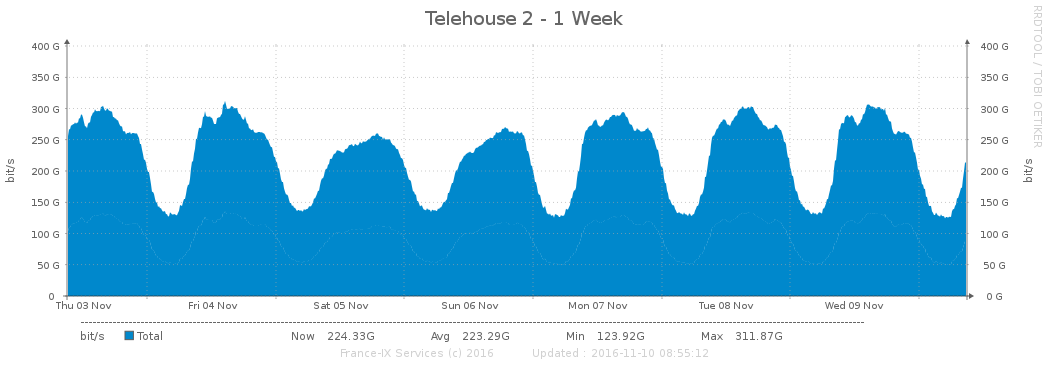 Telehouse 2 - 1 Week
RRDTOOL / TOBI OETIKER
bit/s
400 G 400 G
350 G 350 G
300 G 300 G
250 G 250 G
200 G 200 G
150 G 150 G
100 G 100 G
50 G 50 G
0 0 G
bit/s
Thu 03 Nov Fri 04 Nov Sat 05 Nov Sun 06 Nov Mon 07 Nov Tue 08 Nov Wed 09 Nov
bit/s Total Now 224.33G Avg 223.29G Min 123.92G Max 311.87G
France-IX Services (c) 2016 Updated : 2016-11-10 08:55:12